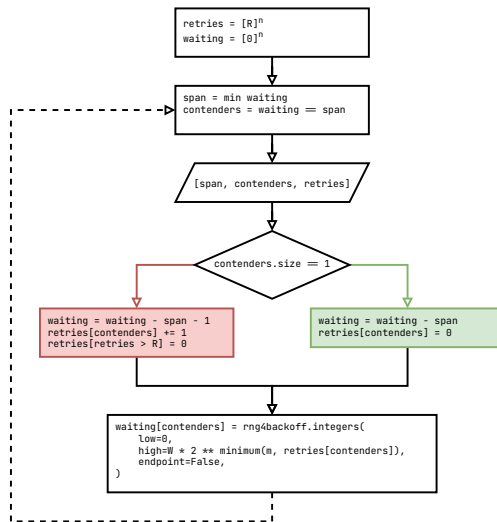 retries = [R]ⁿ
waiting = [0]ⁿ
span = min waiting
contenders = waiting == span
[span, contenders, retries]
contenders.size == 1
waiting = waiting - span - 1
retries[contenders] += 1
retries[retries > R] = 0
waiting = waiting - span
retries[contenders] = 0
waiting[contenders] = rng4backoff.integers(
low=0,
high=W * 2 ** minimum(m, retries[contenders]),
endpoint=False,
)